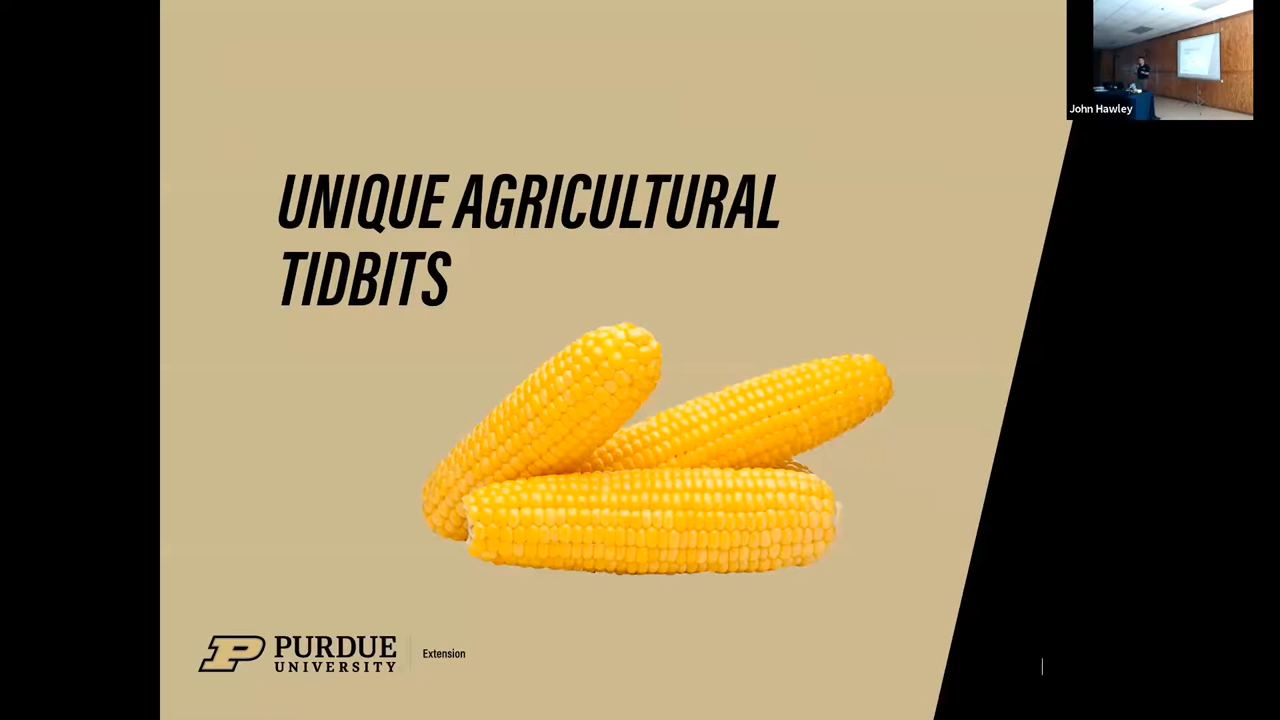 John Hawley
UNIQUE AGRICULTURAL
TIDBITS
PURDUE
UNIVERSITY
Extension